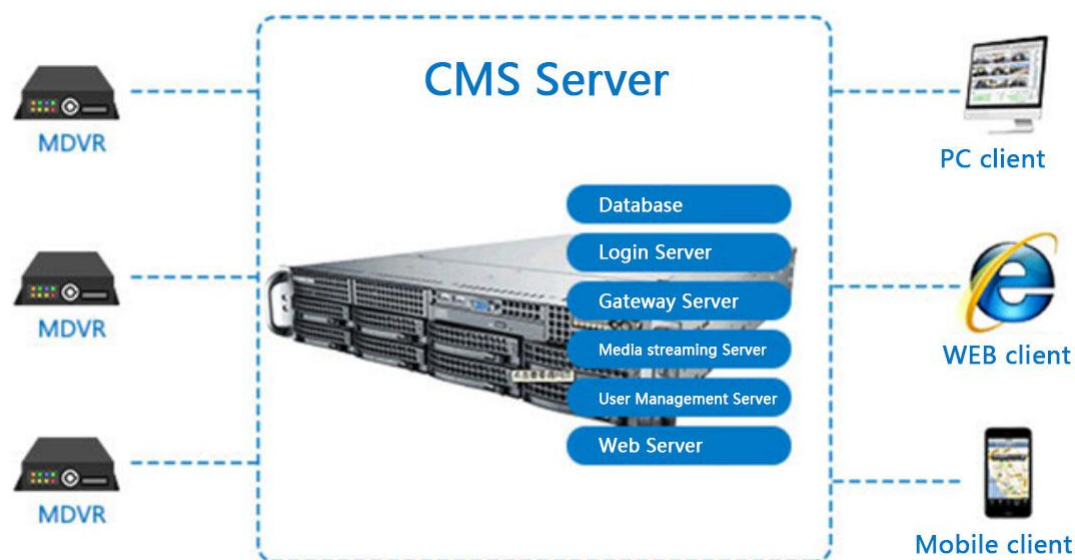 CMS Server
MDVR
MDVR
MDVR
Database
Login Server
Gateway Server
Media streaming Server
User Management Server
Web Server
PC client
WEB client
Mobile client